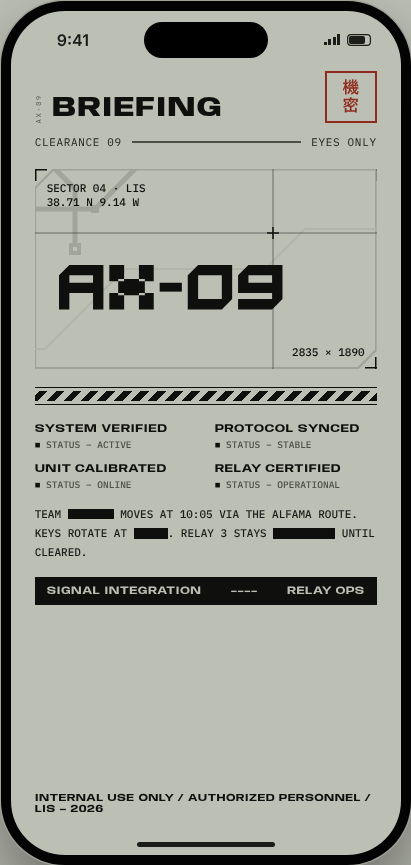 9:41
AX-09
BRIEFING
機密
CLEARANCE 09
EYES ONLY
SECTOR 04 · LIS
38.71 N 9.14 W
AX-09
2835 × 1890
SYSTEM VERIFIED
■ STATUS – ACTIVE
PROTOCOL SYNCED
■ STATUS – STABLE
UNIT CALIBRATED
■ STATUS – ONLINE
RELAY CERTIFIED
■ STATUS – OPERATIONAL
TEAM MOVES AT 10:05 VIA THE ALFAMA ROUTE.
KEYS ROTATE AT . RELAY 3 STAYS UNTIL
CLEARED.
SIGNAL INTEGRATION ---- RELAY OPS
INTERNAL USE ONLY / AUTHORIZED PERSONNEL /
LIS – 2026